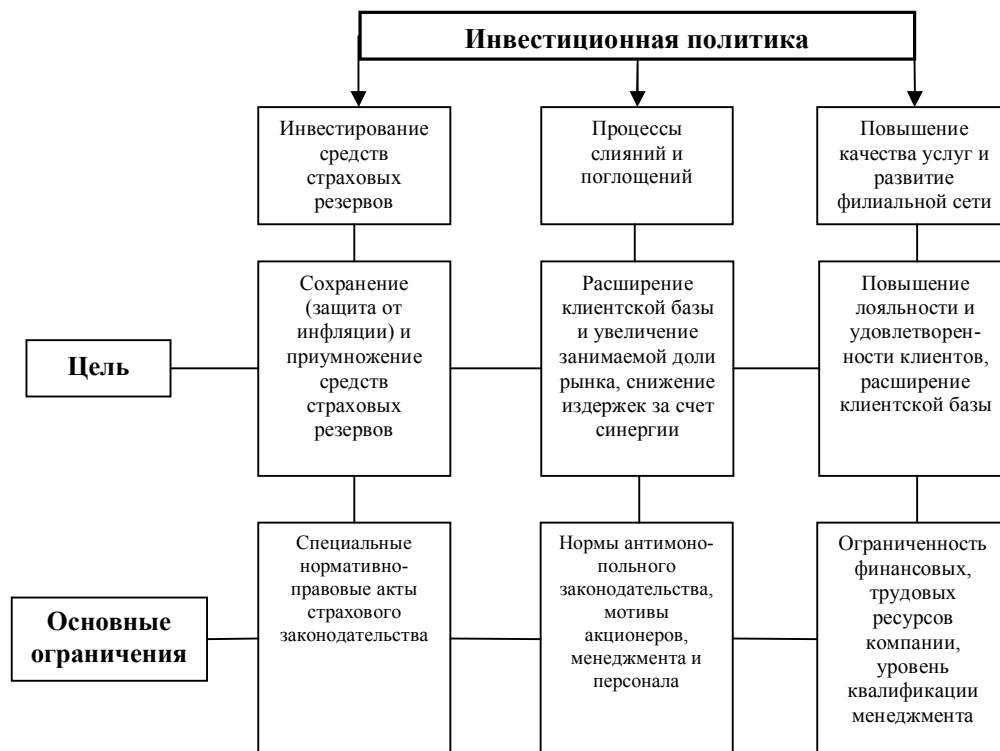 Инвестиционная политика
Инвестирование
средств
страховых
резервов
Процессы
слияний и
поглощений
Повышение
качества услуг и
развитие
филиальной сети
Цель
Сохранение
(защита от
инфляции) и
приумножение
средств
страховых
резервов
Расширение
клиентской базы
и увеличение
занимаемой доли
рынка, снижение
издержек за счет
синергии
Повышение
лояльности и
удовлетворен-
ности клиентов,
расширение
клиентской базы
Основные
ограничения
Специальные
нормативно-
правовые акты
страхового
законодательства
Нормы антимоно-
польного
законодательства,
мотивы
акционеров,
менеджмента и
персонала
Ограниченность
финансовых,
трудовых
ресурсов
компании,
уровень
квалификации
менеджмента